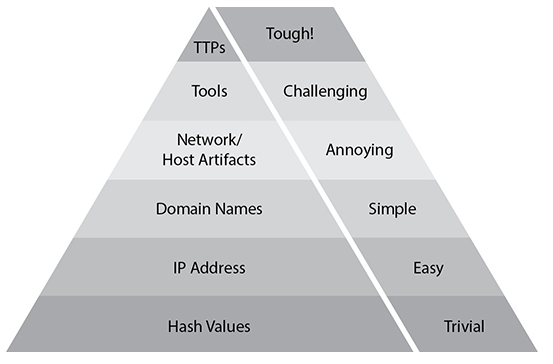 TTPs
Tough!
Tools
Challenging
Network/
Host Artifacts
Annoying
Domain Names
Simple
IP Address
Easy
Hash Values
Trivial